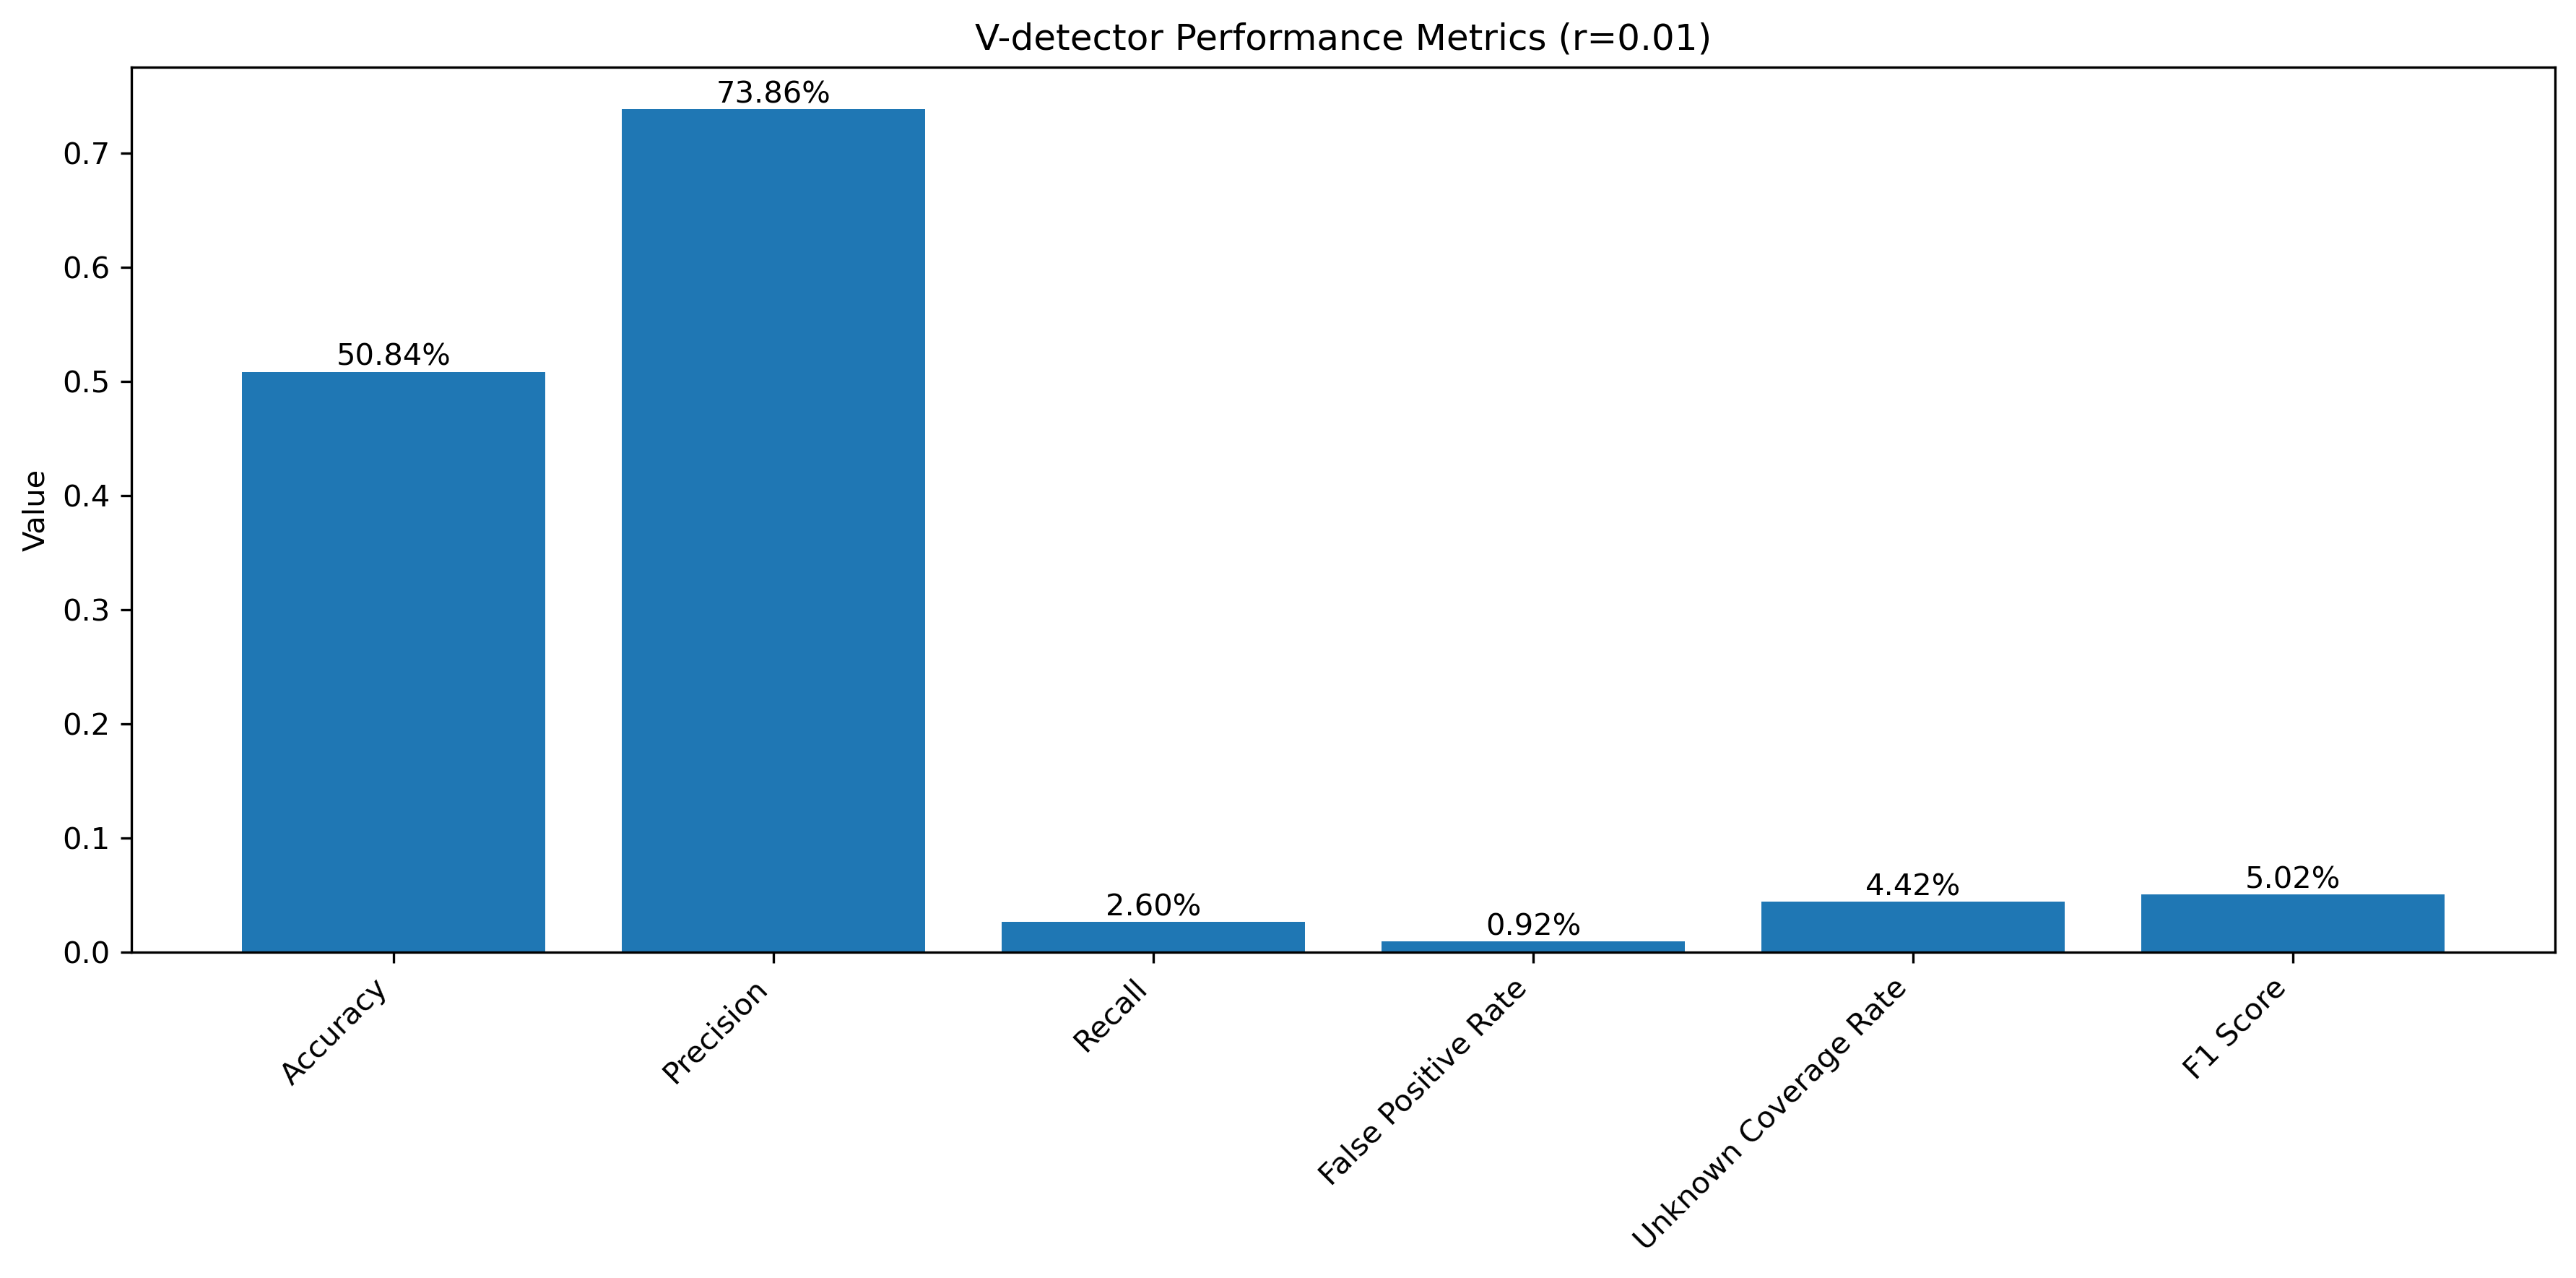 V-detector Performance Metrics (r=0.01)
Value
0.7
0.6
0.5
0.4
0.3
0.2
0.1
0.0
50.84%
73.86%
2.60%
0.92%
4.42%
5.02%
Accuracy
Precision
Recall
False Positive Rate
Unknown Coverage Rate
F1 Score